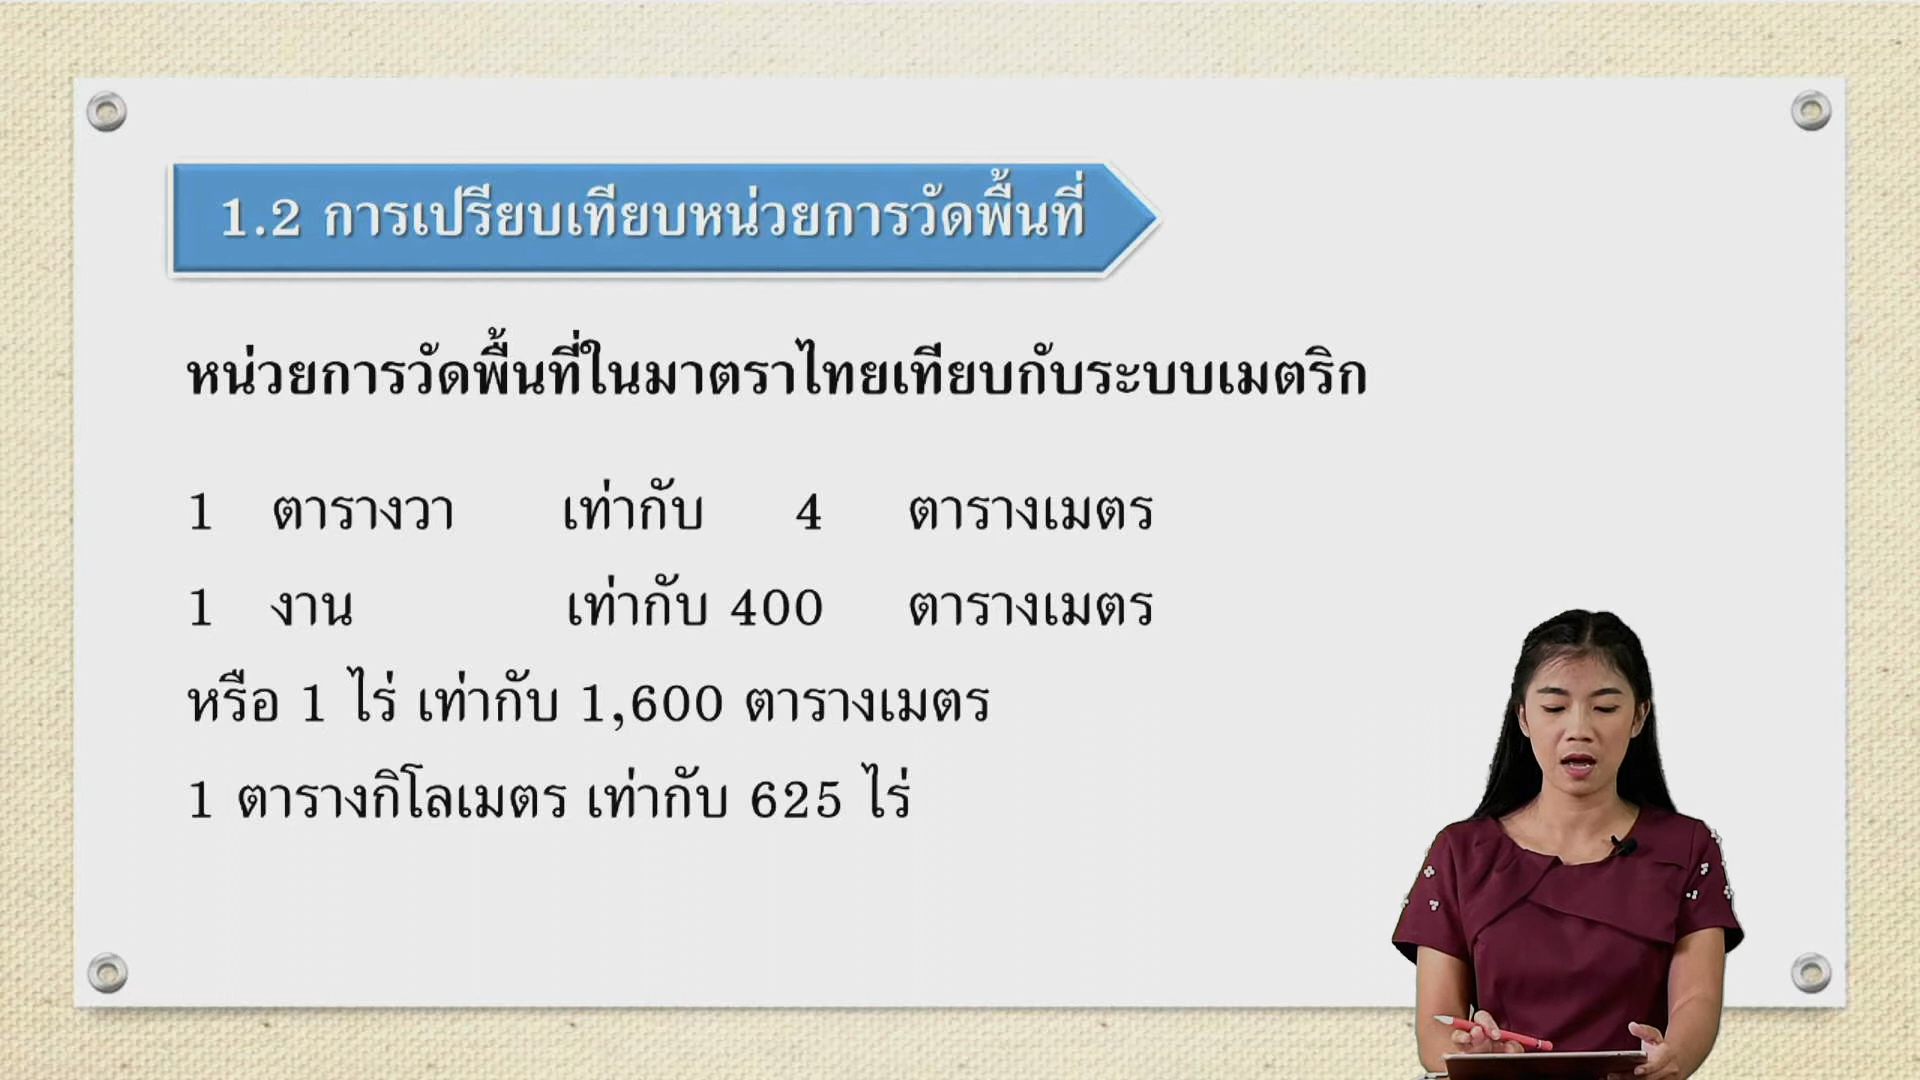 1.2 การเปรียบเทียบหน่วยการวัดพื้นที่
หน่วยการวัดพื้นที่ในมาตราไทยเทียบกับระบบเมตริก
1 ตารางวา เท่ากับ 4 ตารางเมตร
1 งาน เท่ากับ 400 ตารางเมตร
หรือ 1 ไร่ เท่ากับ 1,600 ตารางเมตร
1 ตารางกิโลเมตร เท่ากับ 625 ไร่